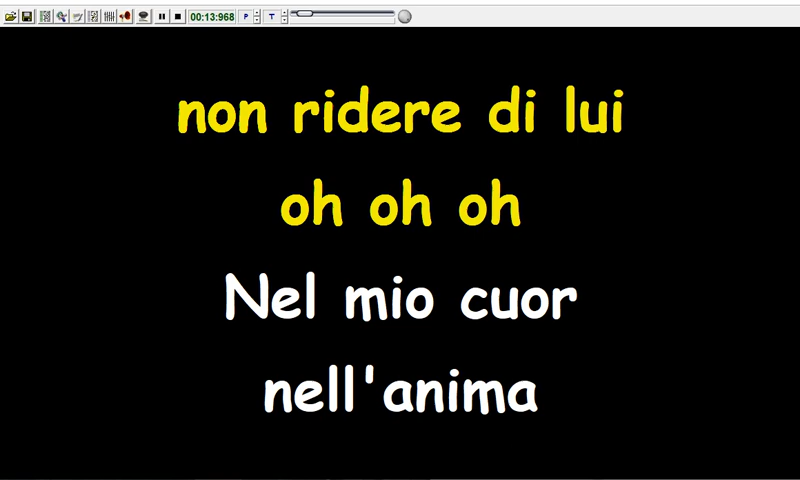 00:13:968 P T
non ridere di lui
oh oh oh
Nel mio cuor
nell'anima